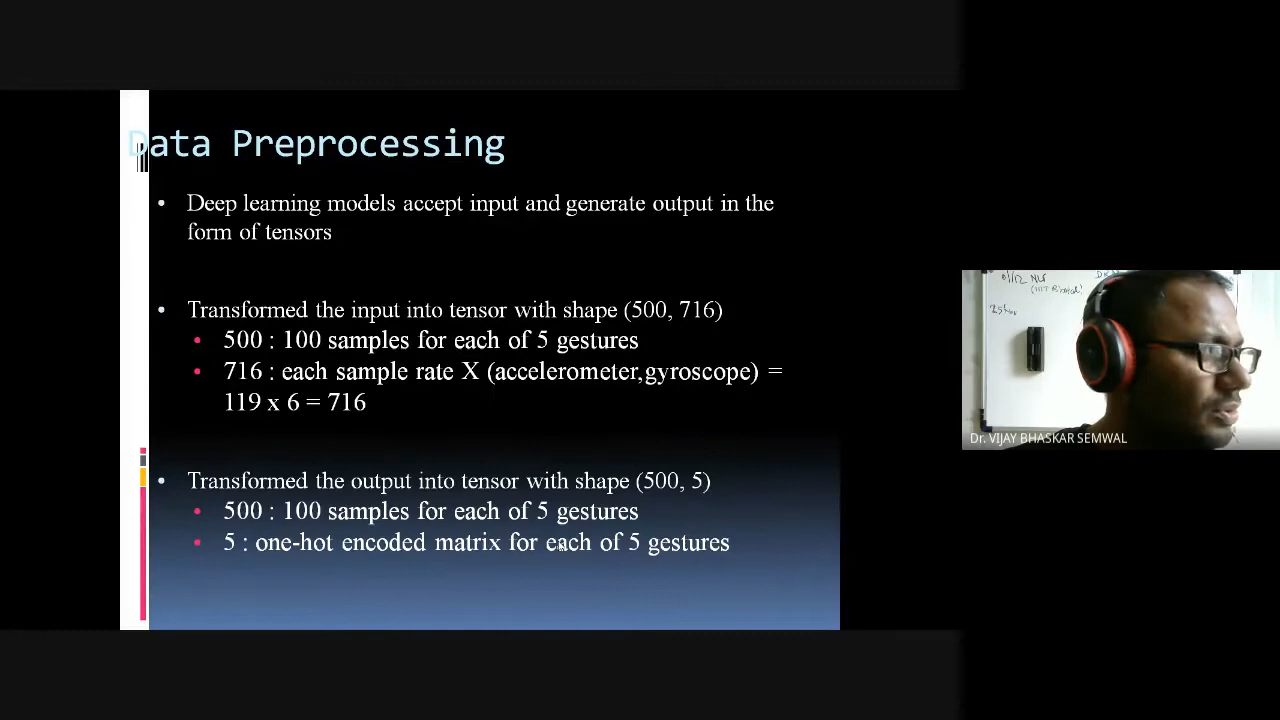 Data Preprocessing
• Deep learning models accept input and generate output in the
form of tensors
• Transformed the input into tensor with shape (500, 716)
• 500 : 100 samples for each of 5 gestures
• 716 : each sample rate X (accelerometer,gyroscope) =
119 x 6 = 716
• Transformed the output into tensor with shape (500, 5)
• 500 : 100 samples for each of 5 gestures
• 5 : one-hot encoded matrix for each of 5 gestures
Dr. VIJAY BHASKAR SEMWAL